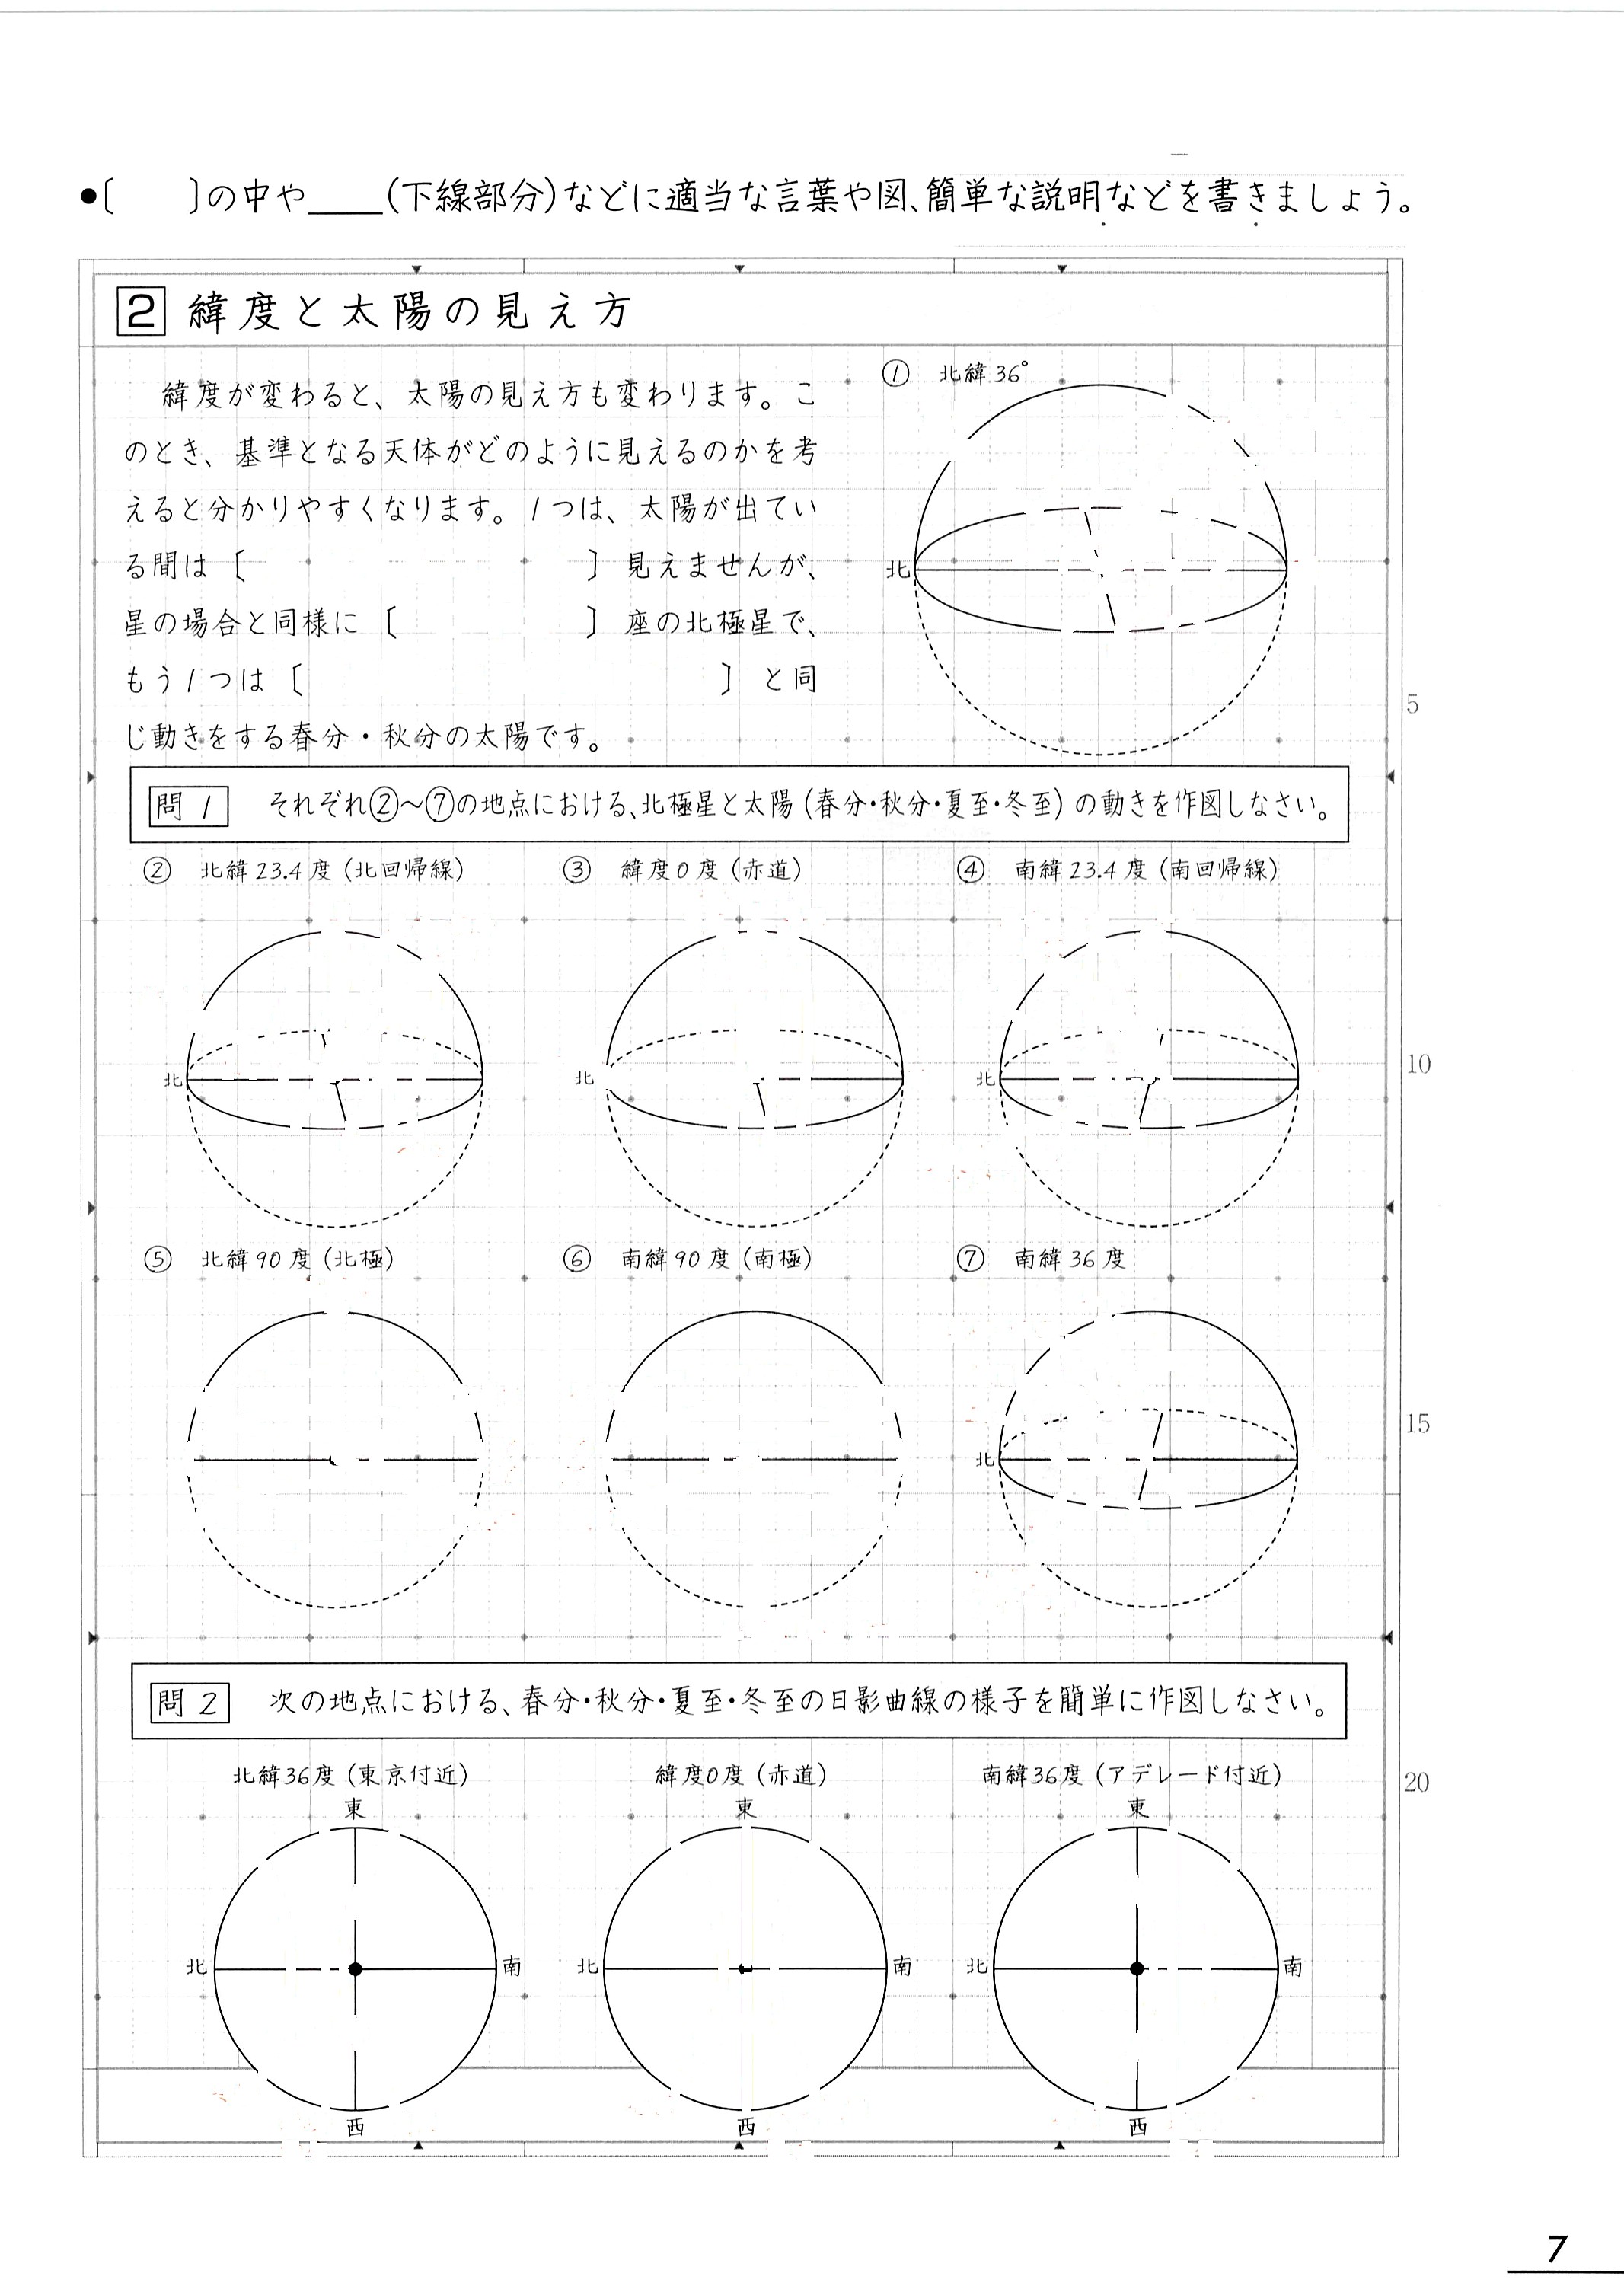 ●〔　　〕の中や____(下線部分)などに適当な言葉や図、簡単な説明などを書きましょう。
2 緯度と太陽の見え方
緯度が変わると、太陽の見え方も変わります。こ
のとき、基準となる天体がどのように見えるのかを考
えると分かりやすくなります。1つは、太陽が出てい
る間は〔　　　　〕見えませんが、
星の場合と同様に〔　　　　〕座の北極星で、
もう1つは〔　　　　〕と同
じ動きをする春分・秋分の太陽です。
① 北緯36°
北
5
問1 それぞれ②～⑦の地点における、北極星と太陽(春分・秋分・夏至・冬至)の動きを作図しなさい。
② 北緯23.4度(北回帰線)
③ 緯度0度(赤道)
④ 南緯23.4度(南回帰線)
北
北
北
10
⑤ 北緯90度(北極)
⑥ 南緯90度(南極)
⑦ 南緯36度
北
15
問2 次の地点における、春分・秋分・夏至・冬至の日影曲線の様子を簡単に作図しなさい。
北緯36度(東京付近)
緯度0度(赤道)
南緯36度(アデレード付近)
20
東
東
東
北
南
北
南
北
南
西
西
西
7